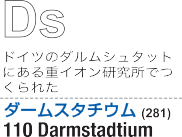 Ds
ドイツのダルムシュタット
にある重イオン研究所でつ
くられた
ダームスタチウム (281)
110 Darmstadtium